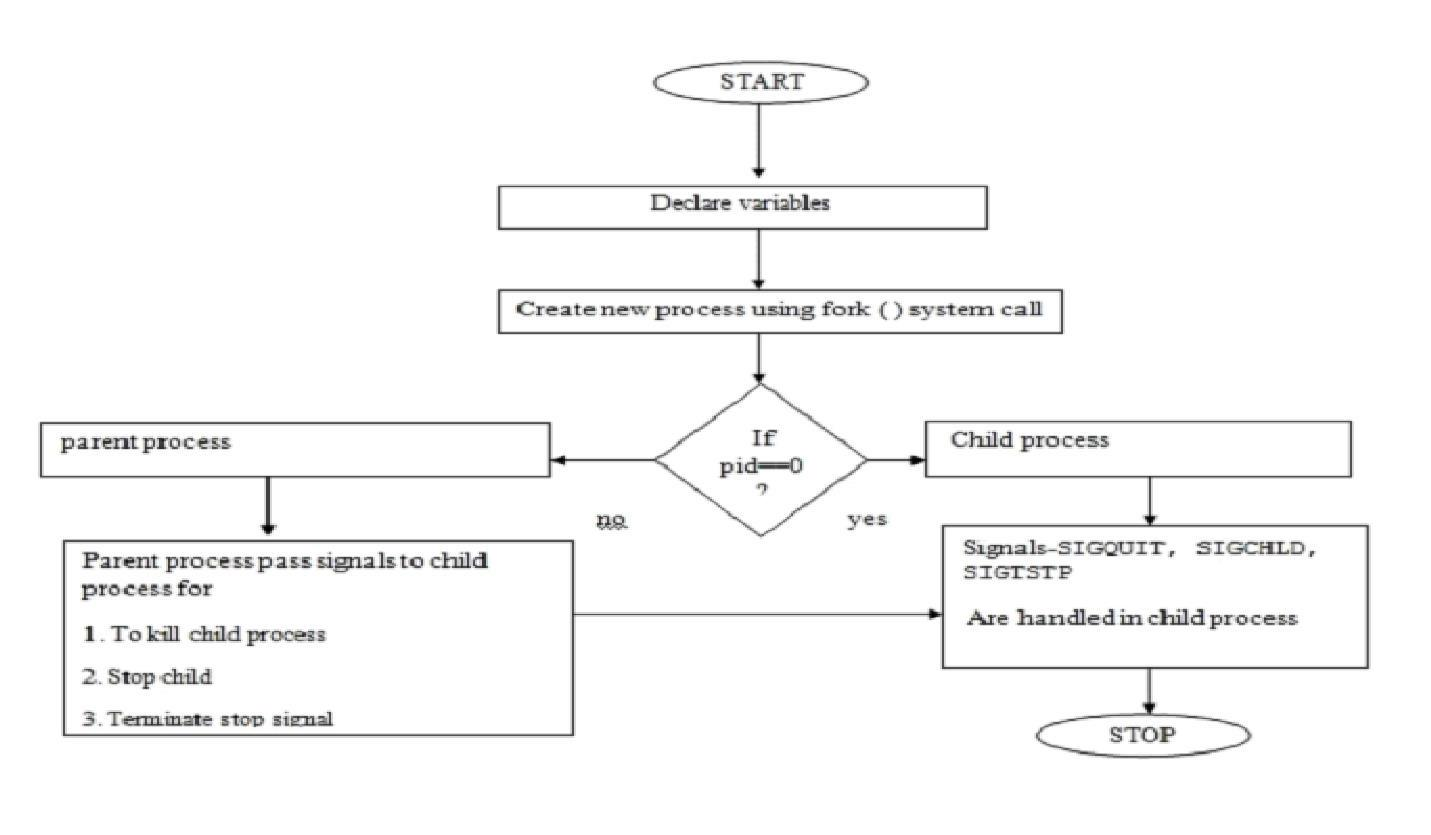 START
Declare variables
Create new process using fork ( ) system call
If
pid==0
?
parent process
Child process
no
yes
Parent process pass signals to child
process for
1. To kill child process
2. Stop child
3. Terminate stop signal
Signals-SIGQUIT, SIGCHLD,
SIGTSTP
Are handled in child process
STOP